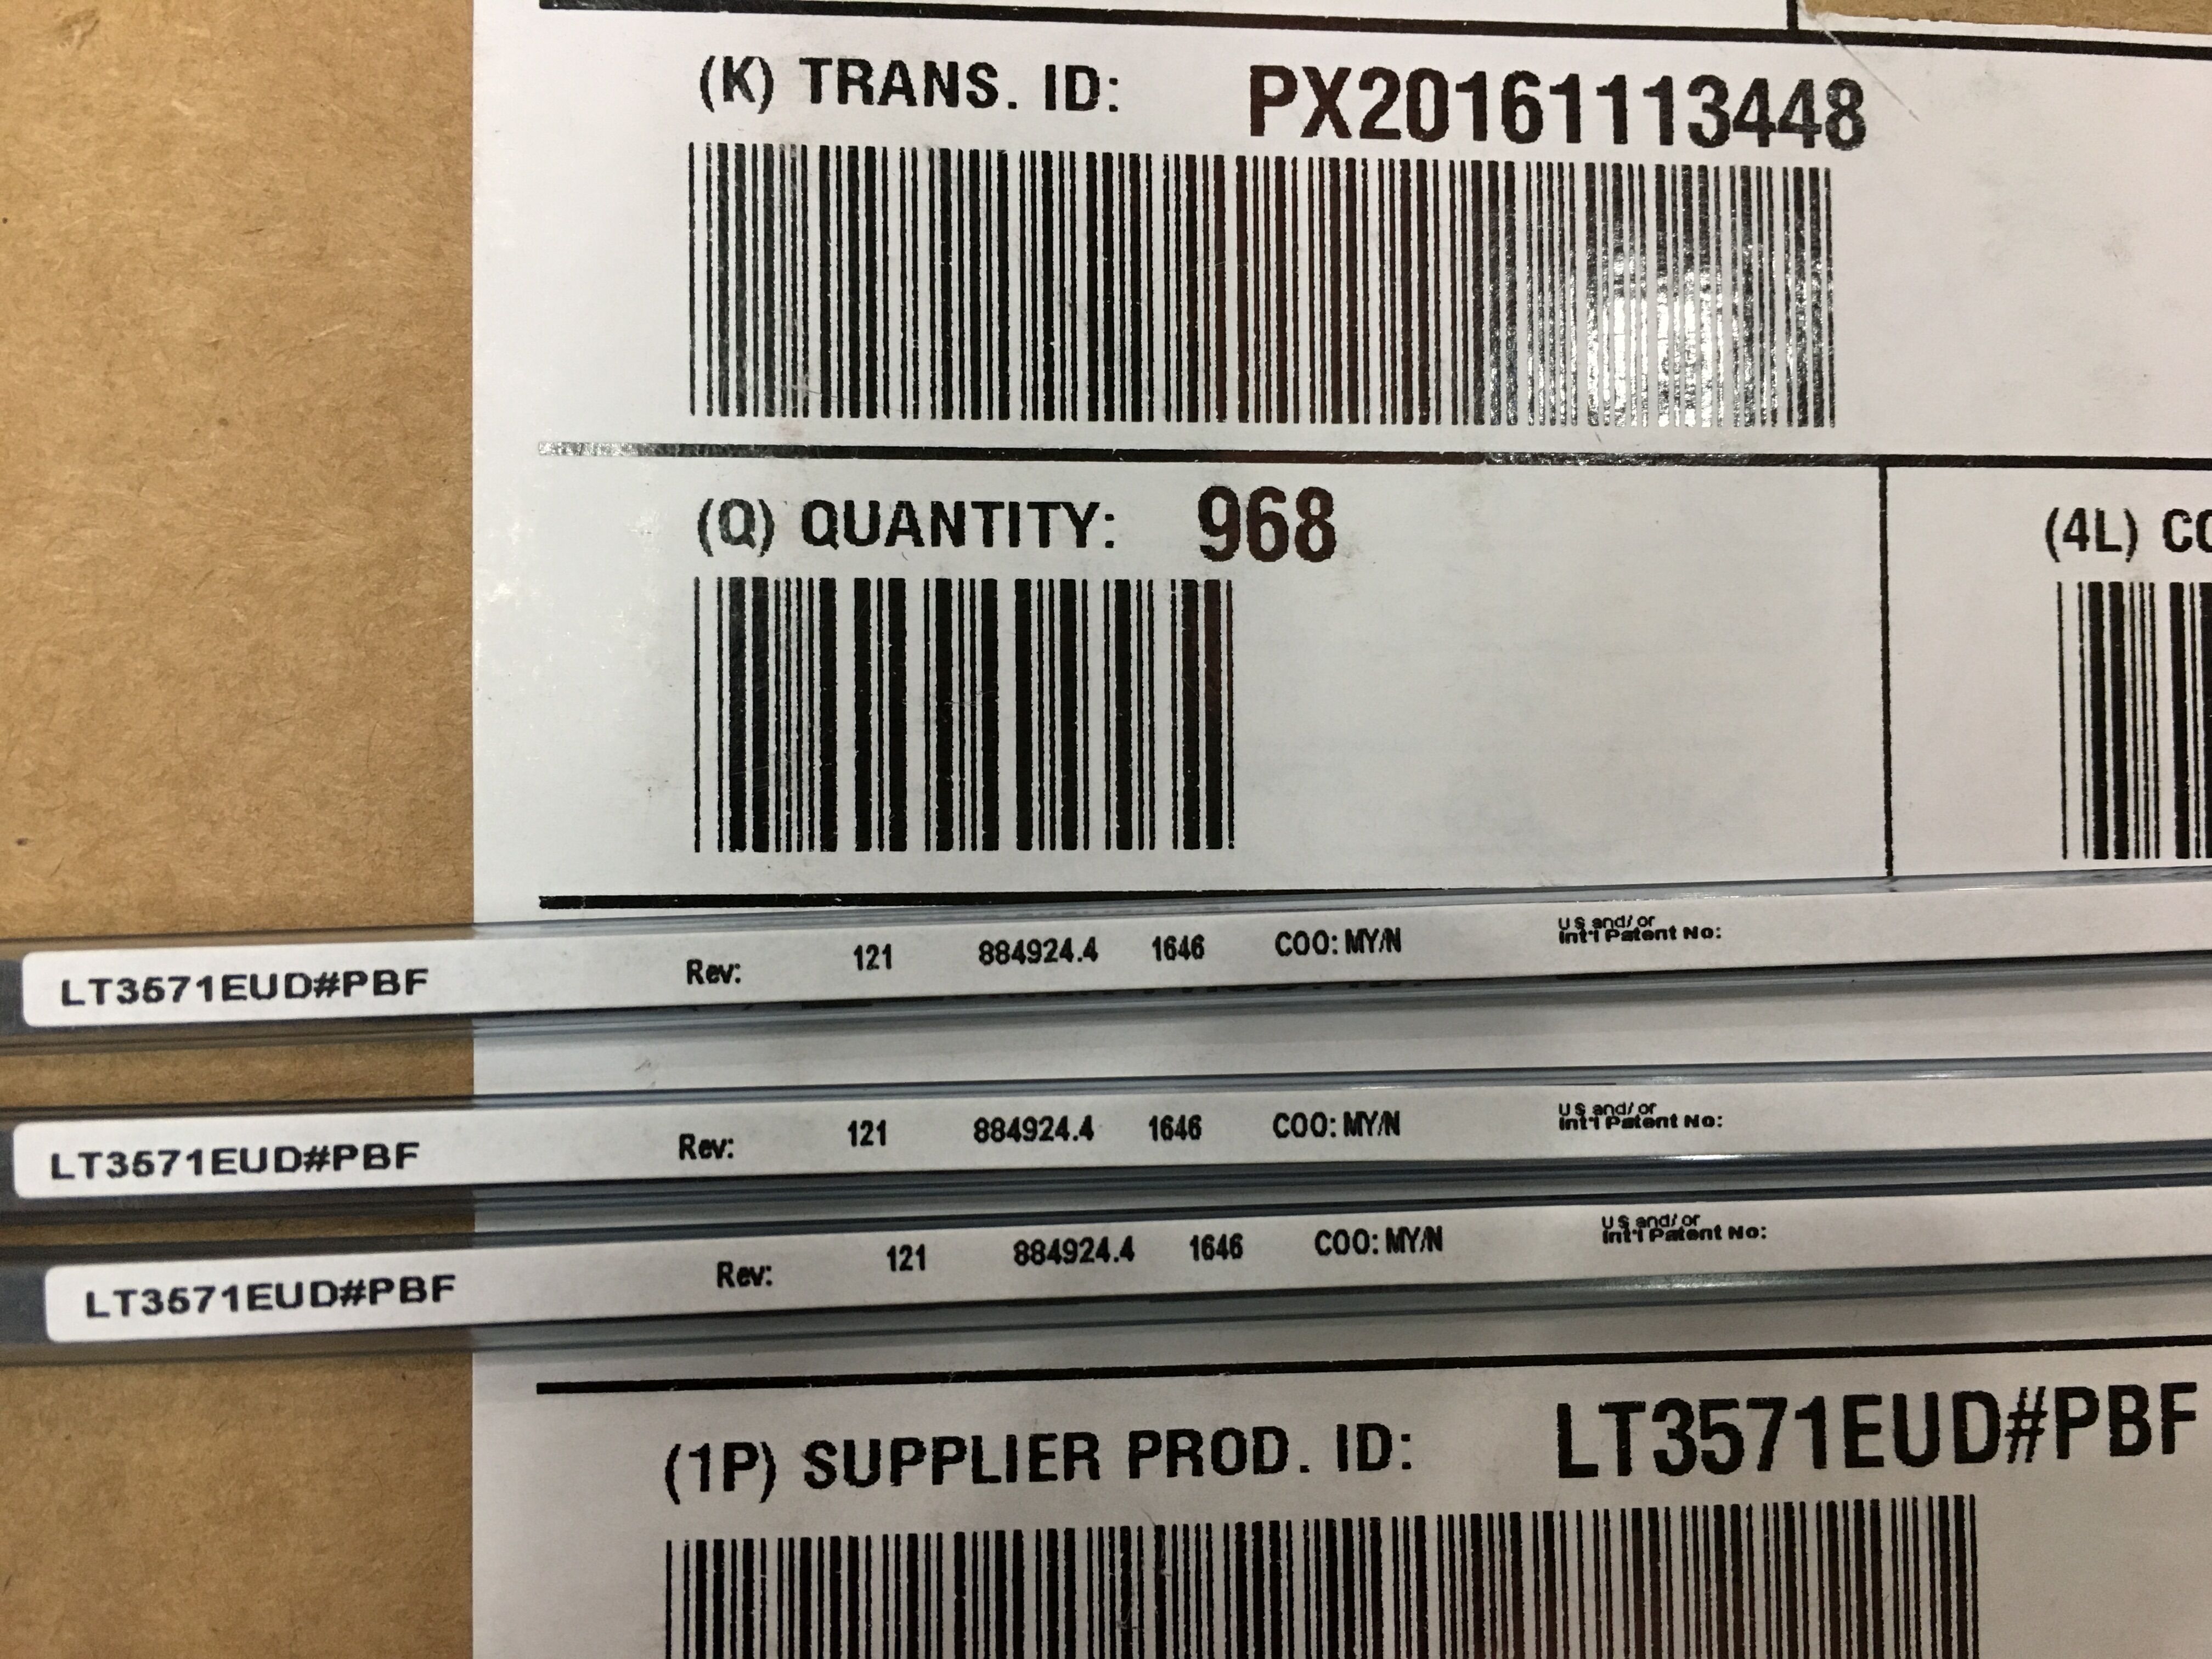 (K) TRANS. ID: PX20161113448
(Q) QUANTITY: 968
(4L) CO
LT3571EUD#PBF Rev: 121 884924.4 1646 COO: MY/N US and/or
Int'l Patent No:
LT3571EUD#PBF Rev: 121 884924.4 1646 COO: MY/N US and/or
Int'l Patent No:
LT3571EUD#PBF Rev: 121 884924.4 1646 COO: MY/N US and/or
Int'l Patent No:
(1P) SUPPLIER PROD. ID: LT3571EUD#PBF